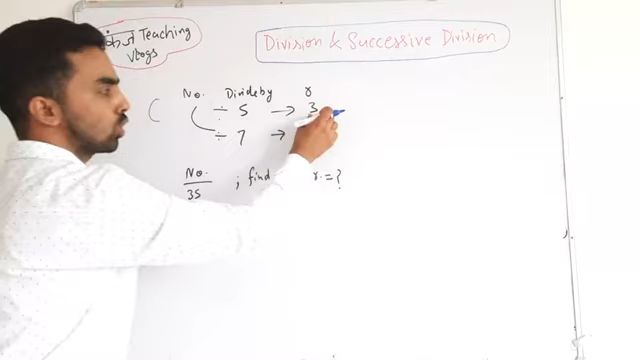 Teaching
Vlogs
Division & Successive Division
No. Divide by r
÷ 5 → 3
÷ 7 →
No. / 35 ; find r. = ?